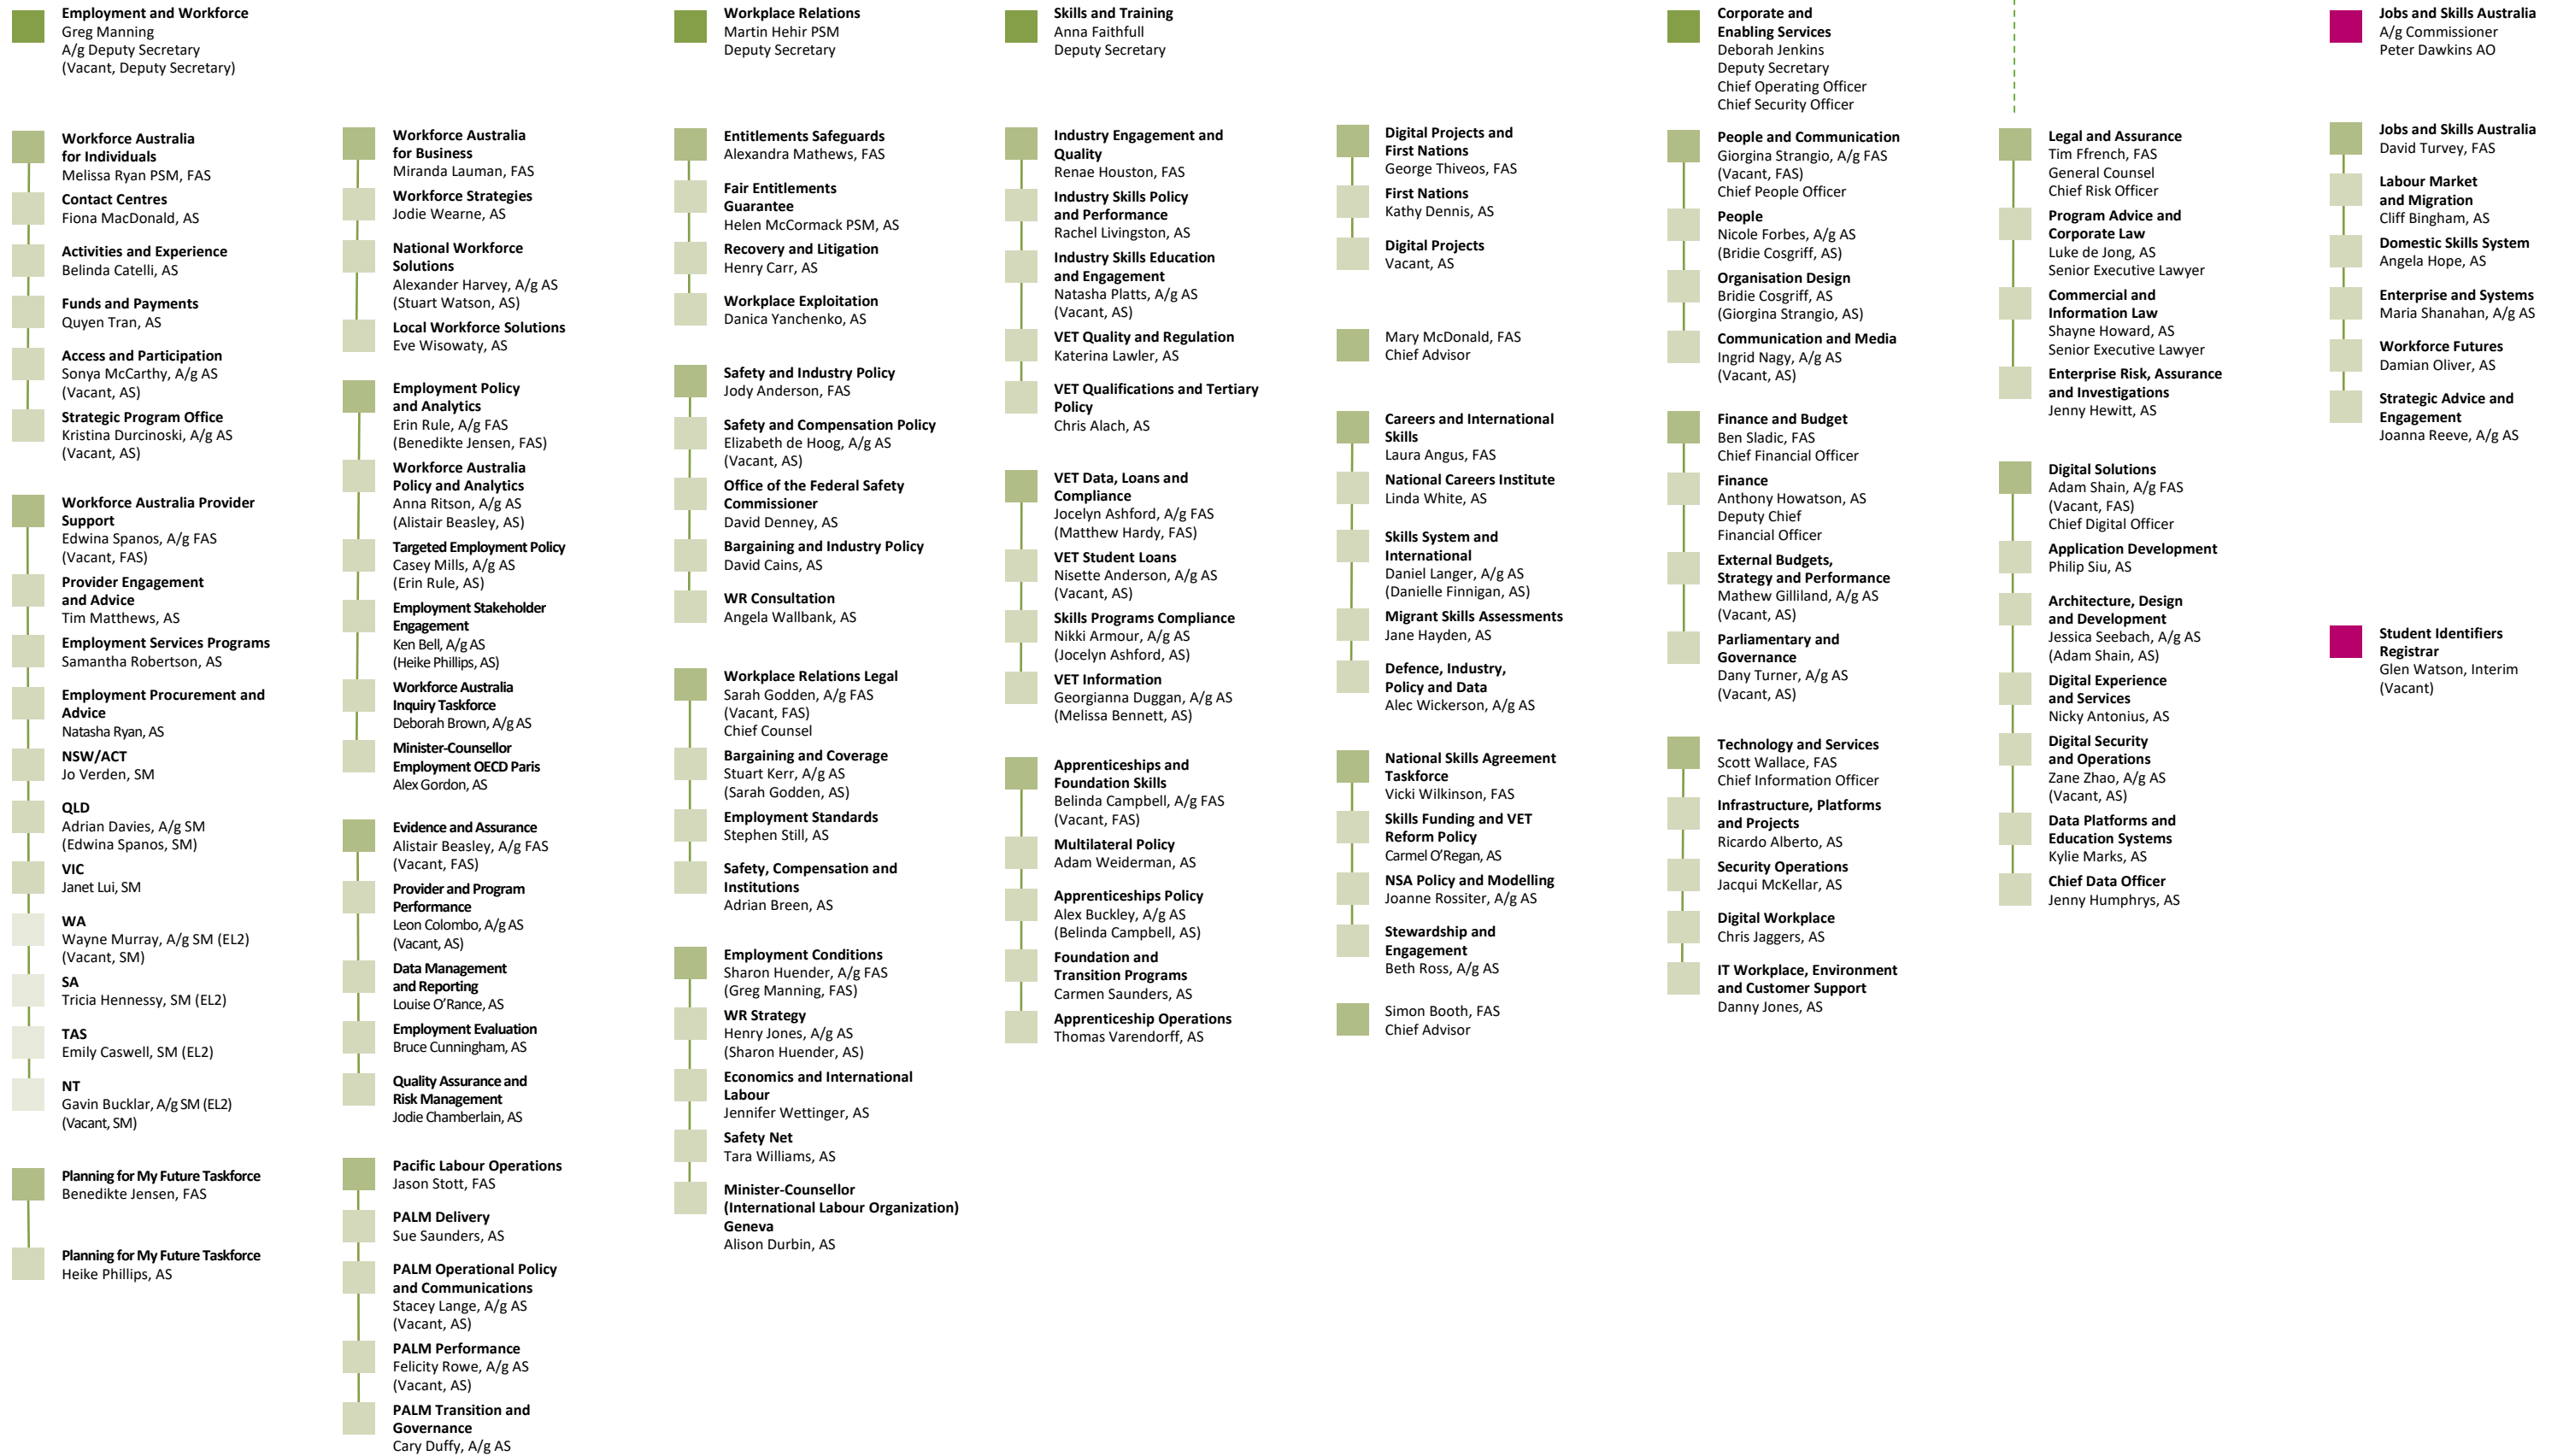 Employment and Workforce
Greg Manning
A/g Deputy Secretary
(Vacant, Deputy Secretary)
Workforce Australia
for Individuals
Melissa Ryan PSM, FAS
Contact Centres
Fiona MacDonald, AS
Activities and Experience
Belinda Catelli, AS
Funds and Payments
Quyen Tran, AS
Access and Participation
Sonya McCarthy, A/g AS
(Vacant, AS)
Strategic Program Office
Kristina Durcinoski, A/g AS
(Vacant, AS)
Workforce Australia Provider
Support
Edwina Spanos, A/g FAS
(Vacant, FAS)
Provider Engagement
and Advice
Tim Matthews, AS
Employment Services Programs
Samantha Robertson, AS
Employment Procurement and
Advice
Natasha Ryan, AS
NSW/ACT
Jo Verden, SM
QLD
Adrian Davies, A/g SM
(Edwina Spanos, SM)
VIC
Janet Lui, SM
WA
Wayne Murray, A/g SM (EL2)
(Vacant, SM)
SA
Tricia Hennessy, SM (EL2)
TAS
Emily Caswell, SM (EL2)
NT
Gavin Bucklar, A/g SM (EL2)
(Vacant, SM)
Planning for My Future Taskforce
Benedikte Jensen, FAS
Planning for My Future Taskforce
Heike Phillips, AS
Workforce Australia
for Business
Miranda Lauman, FAS
Workforce Strategies
Jodie Wearne, AS
National Workforce
Solutions
Alexander Harvey, A/g AS
(Stuart Watson, AS)
Local Workforce Solutions
Eve Wisowaty, AS
Employment Policy
and Analytics
Erin Rule, A/g FAS
(Benedikte Jensen, FAS)
Workforce Australia
Policy and Analytics
Anna Ritson, A/g AS
(Alistair Beasley, AS)
Targeted Employment Policy
Casey Mills, A/g AS
(Erin Rule, AS)
Employment Stakeholder
Engagement
Ken Bell, A/g AS
(Heike Phillips, AS)
Workforce Australia
Inquiry Taskforce
Deborah Brown, A/g AS
Minister-Counsellor
Employment OECD Paris
Alex Gordon, AS
Evidence and Assurance
Alistair Beasley, A/g FAS
(Vacant, FAS)
Provider and Program
Performance
Leon Colombo, A/g AS
(Vacant, AS)
Data Management
and Reporting
Louise O'Rance, AS
Employment Evaluation
Bruce Cunningham, AS
Quality Assurance and
Risk Management
Jodie Chamberlain, AS
Pacific Labour Operations
Jason Stott, FAS
PALM Delivery
Sue Saunders, AS
PALM Operational Policy
and Communications
Stacey Lange, A/g AS
(Vacant, AS)
PALM Performance
Felicity Rowe, A/g AS
(Vacant, AS)
PALM Transition and
Governance
Cary Duffy, A/g AS
Workplace Relations
Martin Hehir PSM
Deputy Secretary
Entitlements Safeguards
Alexandra Mathews, FAS
Fair Entitlements
Guarantee
Helen McCormack PSM, AS
Recovery and Litigation
Henry Carr, AS
Workplace Exploitation
Danica Yanchenko, AS
Safety and Industry Policy
Jody Anderson, FAS
Safety and Compensation Policy
Elizabeth de Hoog, A/g AS
(Vacant, AS)
Office of the Federal Safety
Commissioner
David Denney, AS
Bargaining and Industry Policy
David Cains, AS
WR Consultation
Angela Wallbank, AS
Workplace Relations Legal
Sarah Godden, A/g FAS
(Vacant, FAS)
Chief Counsel
Bargaining and Coverage
Stuart Kerr, A/g AS
(Sarah Godden, AS)
Employment Standards
Stephen Still, AS
Safety, Compensation and
Institutions
Adrian Breen, AS
Employment Conditions
Sharon Huender, A/g FAS
(Greg Manning, FAS)
WR Strategy
Henry Jones, A/g AS
(Sharon Huender, AS)
Economics and International
Labour
Jennifer Wettinger, AS
Safety Net
Tara Williams, AS
Minister-Counsellor
(International Labour Organization)
Geneva
Alison Durbin, AS
Skills and Training
Anna Faithfull
Deputy Secretary
Industry Engagement and
Quality
Renae Houston, FAS
Industry Skills Policy
and Performance
Rachel Livingston, AS
Industry Skills Education
and Engagement
Natasha Platts, A/g AS
(Vacant, AS)
VET Quality and Regulation
Katerina Lawler, AS
VET Qualifications and Tertiary
Policy
Chris Alach, AS
VET Data, Loans and
Compliance
Jocelyn Ashford, A/g FAS
(Matthew Hardy, FAS)
VET Student Loans
Nisette Anderson, A/g AS
(Vacant, AS)
Skills Programs Compliance
Nikki Armour, A/g AS
(Jocelyn Ashford, AS)
VET Information
Georgianna Duggan, A/g AS
(Melissa Bennett, AS)
Apprenticeships and
Foundation Skills
Belinda Campbell, A/g FAS
(Vacant, FAS)
Multilateral Policy
Adam Weiderman, AS
Apprenticeships Policy
Alex Buckley, A/g AS
(Belinda Campbell, AS)
Foundation and
Transition Programs
Carmen Saunders, AS
Apprenticeship Operations
Thomas Varendorff, AS
Digital Projects and
First Nations
George Thiveos, FAS
First Nations
Kathy Dennis, AS
Digital Projects
Vacant, AS
Mary McDonald, FAS
Chief Advisor
Careers and International
Skills
Laura Angus, FAS
National Careers Institute
Linda White, AS
Skills System and
International
Daniel Langer, A/g AS
(Danielle Finnigan, AS)
Migrant Skills Assessments
Jane Hayden, AS
Defence, Industry,
Policy and Data
Alec Wickerson, A/g AS
National Skills Agreement
Taskforce
Vicki Wilkinson, FAS
Skills Funding and VET
Reform Policy
Carmel O'Regan, AS
NSA Policy and Modelling
Joanne Rossiter, A/g AS
Stewardship and
Engagement
Beth Ross, A/g AS
Simon Booth, FAS
Chief Advisor
Corporate and
Enabling Services
Deborah Jenkins
Deputy Secretary
Chief Operating Officer
Chief Security Officer
People and Communication
Giorgina Strangio, A/g FAS
(Vacant, FAS)
Chief People Officer
People
Nicole Forbes, A/g AS
(Bridie Cosgriff, AS)
Organisation Design
Bridie Cosgriff, AS
(Giorgina Strangio, AS)
Communication and Media
Ingrid Nagy, A/g AS
(Vacant, AS)
Finance and Budget
Ben Sladic, FAS
Chief Financial Officer
Finance
Anthony Howatson, AS
Deputy Chief
Financial Officer
External Budgets,
Strategy and Performance
Mathew Gilliland, A/g AS
(Vacant, AS)
Parliamentary and
Governance
Dany Turner, A/g AS
(Vacant, AS)
Technology and Services
Scott Wallace, FAS
Chief Information Officer
Infrastructure, Platforms
and Projects
Ricardo Alberto, AS
Security Operations
Jacqui McKellar, AS
Digital Workplace
Chris Jaggers, AS
IT Workplace, Environment
and Customer Support
Danny Jones, AS
Legal and Assurance
Tim Ffrench, FAS
General Counsel
Chief Risk Officer
Program Advice and
Corporate Law
Luke de Jong, AS
Senior Executive Lawyer
Commercial and
Information Law
Shayne Howard, AS
Senior Executive Lawyer
Enterprise Risk, Assurance
and Investigations
Jenny Hewitt, AS
Digital Solutions
Adam Shain, A/g FAS
(Vacant, FAS)
Chief Digital Officer
Application Development
Philip Siu, AS
Architecture, Design
and Development
Jessica Seebach, A/g AS
(Adam Shain, AS)
Digital Experience
and Services
Nicky Antonius, AS
Digital Security
and Operations
Zane Zhao, A/g AS
(Vacant, AS)
Data Platforms and
Education Systems
Kylie Marks, AS
Chief Data Officer
Jenny Humphrys, AS
Jobs and Skills Australia
A/g Commissioner
Peter Dawkins AO
Jobs and Skills Australia
David Turvey, FAS
Labour Market
and Migration
Cliff Bingham, AS
Domestic Skills System
Angela Hope, AS
Enterprise and Systems
Maria Shanahan, A/g AS
Workforce Futures
Damian Oliver, AS
Strategic Advice and
Engagement
Joanna Reeve, A/g AS
Student Identifiers
Registrar
Glen Watson, Interim
(Vacant)